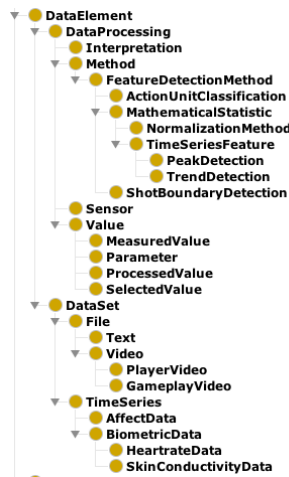 DataElement
DataProcessing
Interpretation
Method
FeatureDetectionMethod
ActionUnitClassification
MathematicalStatistic
NormalizationMethod
TimeSeriesFeature
PeakDetection
TrendDetection
ShotBoundaryDetection
Sensor
Value
MeasuredValue
Parameter
ProcessedValue
SelectedValue
DataSet
File
Text
Video
PlayerVideo
GameplayVideo
TimeSeries
AffectData
BiometricData
HeartrateData
SkinConductivityData